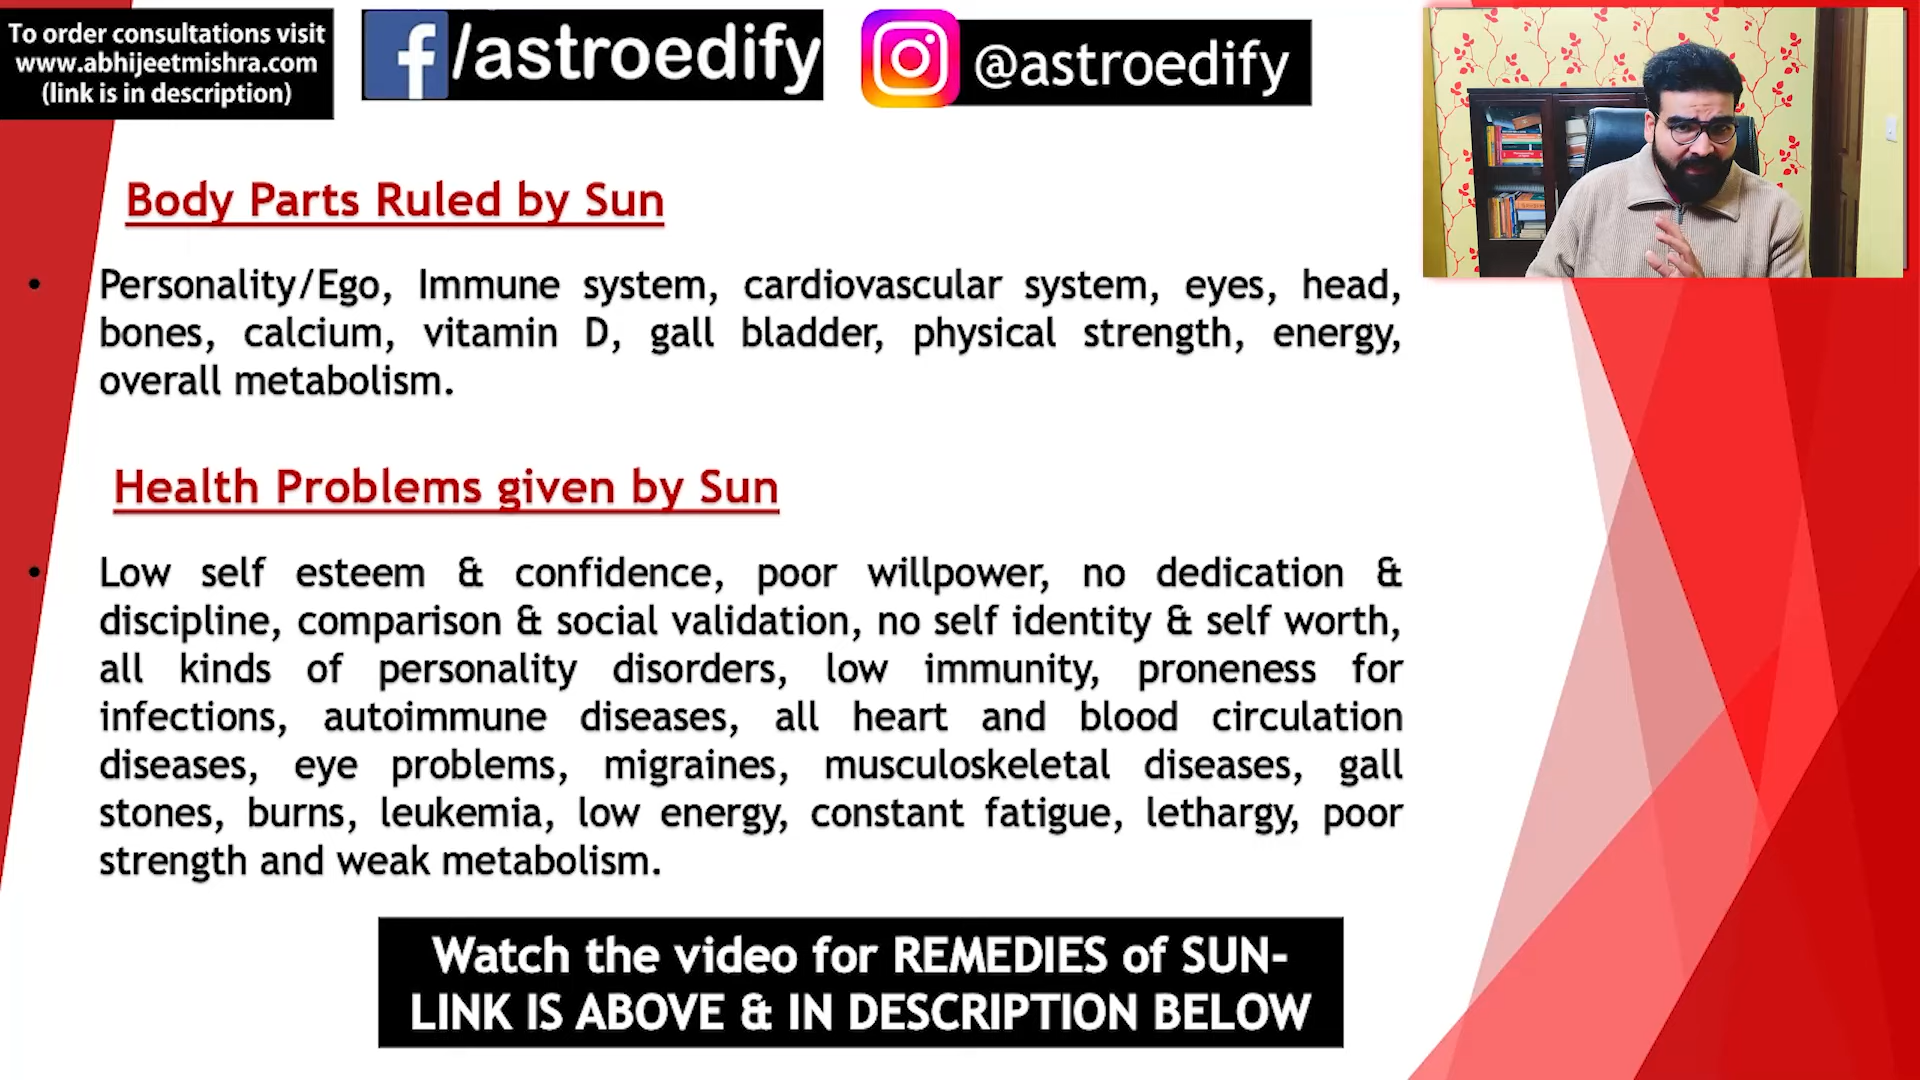 To order consultations visit
www.abhijeetmishra.com
(link is in description)
f/astroedify
@astroedify
Body Parts Ruled by Sun
• Personality/Ego, Immune system, cardiovascular system, eyes, head,
bones, calcium, vitamin D, gall bladder, physical strength, energy,
overall metabolism.
Health Problems given by Sun
• Low self esteem & confidence, poor willpower, no dedication &
discipline, comparison & social validation, no self identity & self worth,
all kinds of personality disorders, low immunity, proneness for
infections, autoimmune diseases, all heart and blood circulation
diseases, eye problems, migraines, musculoskeletal diseases, gall
stones, burns, leukemia, low energy, constant fatigue, lethargy, poor
strength and weak metabolism.
Watch the video for REMEDIES of SUN-
LINK IS ABOVE & IN DESCRIPTION BELOW